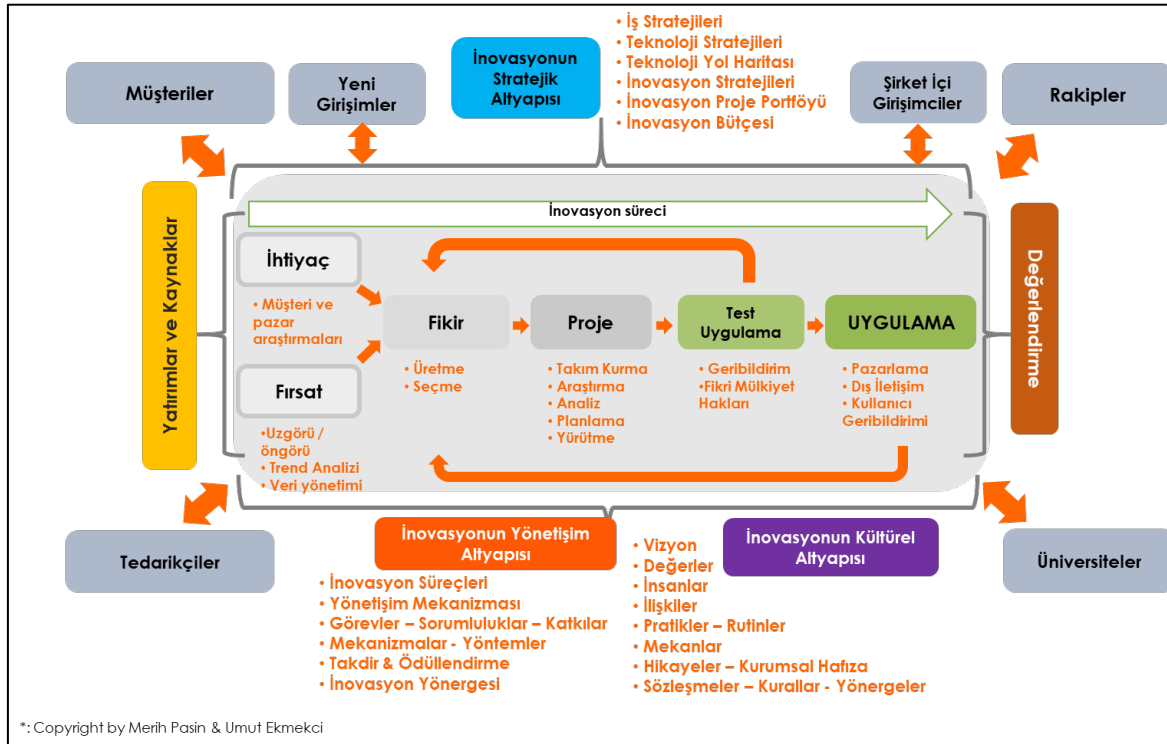 İnovasyonun
Stratejik
Altyapısı
• İş Stratejileri
• Teknoloji Stratejileri
• Teknoloji Yol Haritası
• İnovasyon Stratejileri
• İnovasyon Proje Portföyü
• İnovasyon Bütçesi
Müşteriler
Yeni
Girişimler
Şirket İçi
Girişimciler
Rakipler
Yatırımlar ve Kaynaklar
İnovasyon süreci
Değerlendirme
İhtiyaç
• Müşteri ve
pazar
araştırmaları
Fırsat
•Uzgörü /
öngörü
• Trend Analizi
• Veri yönetimi
Fikir
• Üretme
• Seçme
Proje
• Takım Kurma
• Araştırma
• Analiz
• Planlama
• Yürütme
Test
Uygulama
• Geribildirim
•Fikri Mülkiyet
Hakları
UYGULAMA
• Pazarlama
• Dış İletişim
• Kullanıcı
Geribildirimi
Tedarikçiler
İnovasyonun Yönetişim
Altyapısı
• İnovasyon Süreçleri
• Yönetişim Mekanizması
• Görevler – Sorumluluklar – Katkılar
• Mekanizmalar - Yöntemler
• Takdir & Ödüllendirme
• İnovasyon Yönergesi
• Vizyon
• Değerler
• İnsanlar
• İlişkiler
• Pratikler – Rutinler
• Mekanlar
• Hikayeler – Kurumsal Hafıza
• Sözleşmeler – Kurallar - Yönergeler
İnovasyonun Kültürel
Altyapısı
Üniversiteler
*: Copyright by Merih Pasin & Umut Ekmekci